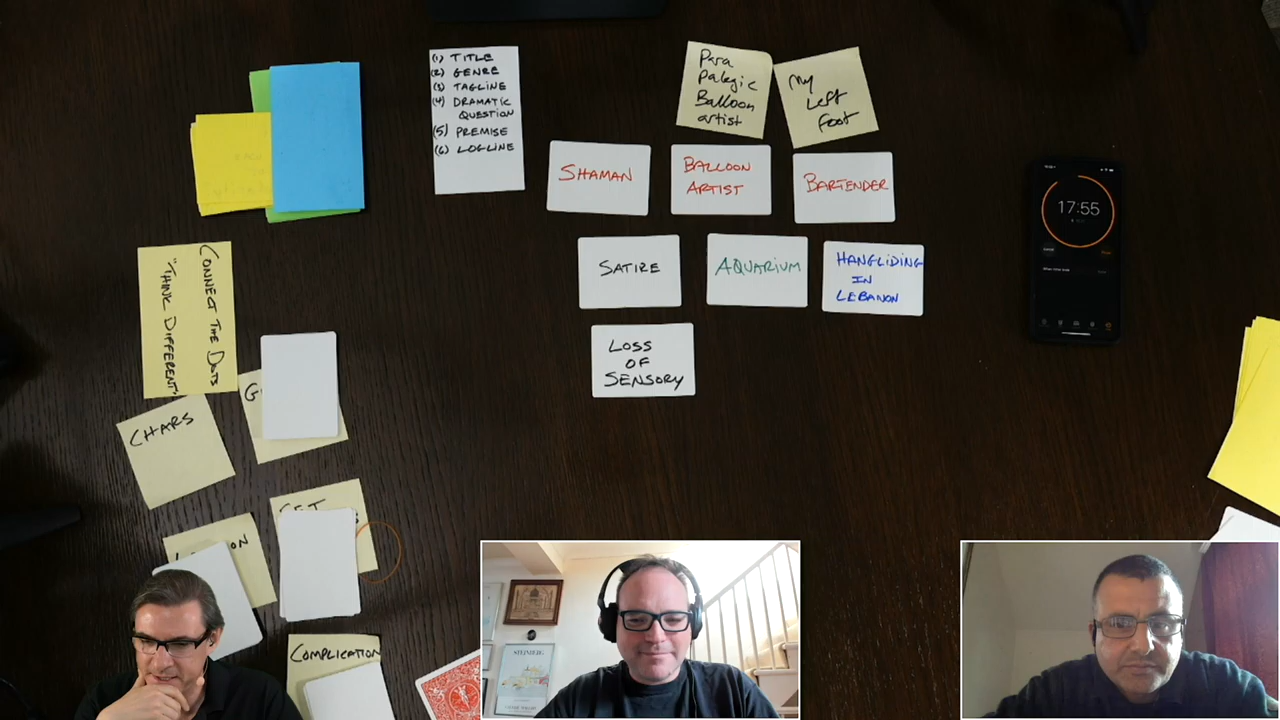 (1) TITLE
(2) GENRE
(3) TAGLINE
(4) DRAMATIC
QUESTION
(5) PREMISE
(6) LOGLINE
Para
Palegic
Balloon
artist
My
Left
Foot
SHAMAN
BALLOON
ARTIST
BARTENDER
17:55
SATIRE
AQUARIUM
HANGLIDING
IN
LEBANON
LOSS
OF
SENSORY
CONNECT THE DOTS
"THINK DIFFERENT"
G
CHARS
ON
COMPLICATION
STEINBERG